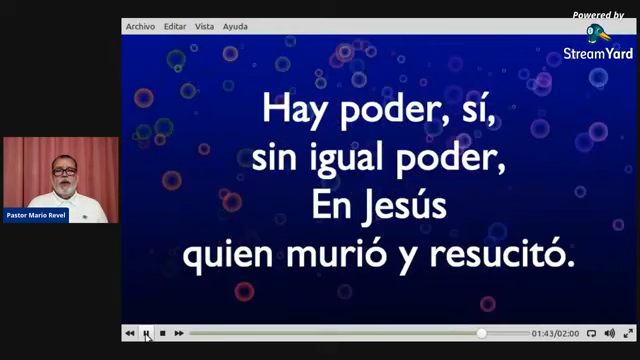 Archivo Editar Vista Ayuda
Powered by
StreamYard
Hay poder, sí,
sin igual poder,
En Jesús
quien murió y resucitó.
Pastor Mario Revel
01:43/02:00